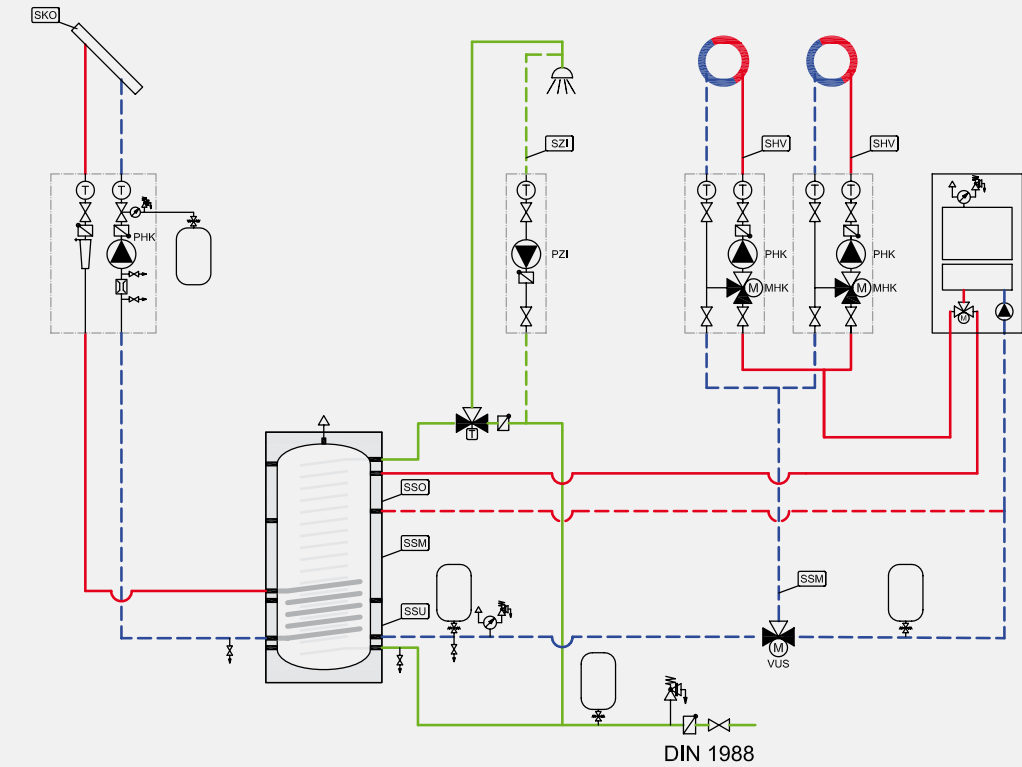 SKO
SZI
SHV
SHV
T
T
T
T
T
T
T
PHK
PZI
PHK
PHK
M
MHK
M
MHK
M
T
SSO
SSM
SSM
SSU
M
VUS
DIN 1988